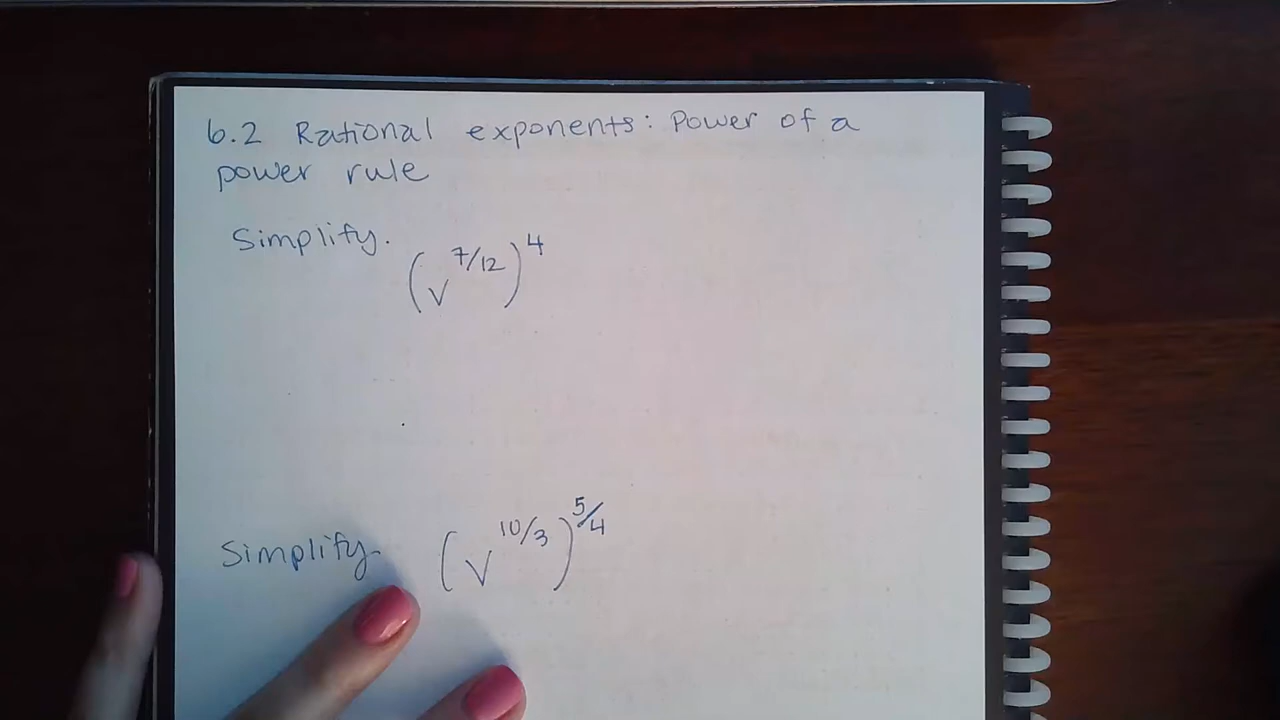 6.2 Rational exponents: Power of a
power rule
Simplify. (v^7/12)^4
Simplify. (v^10/3)^5/4